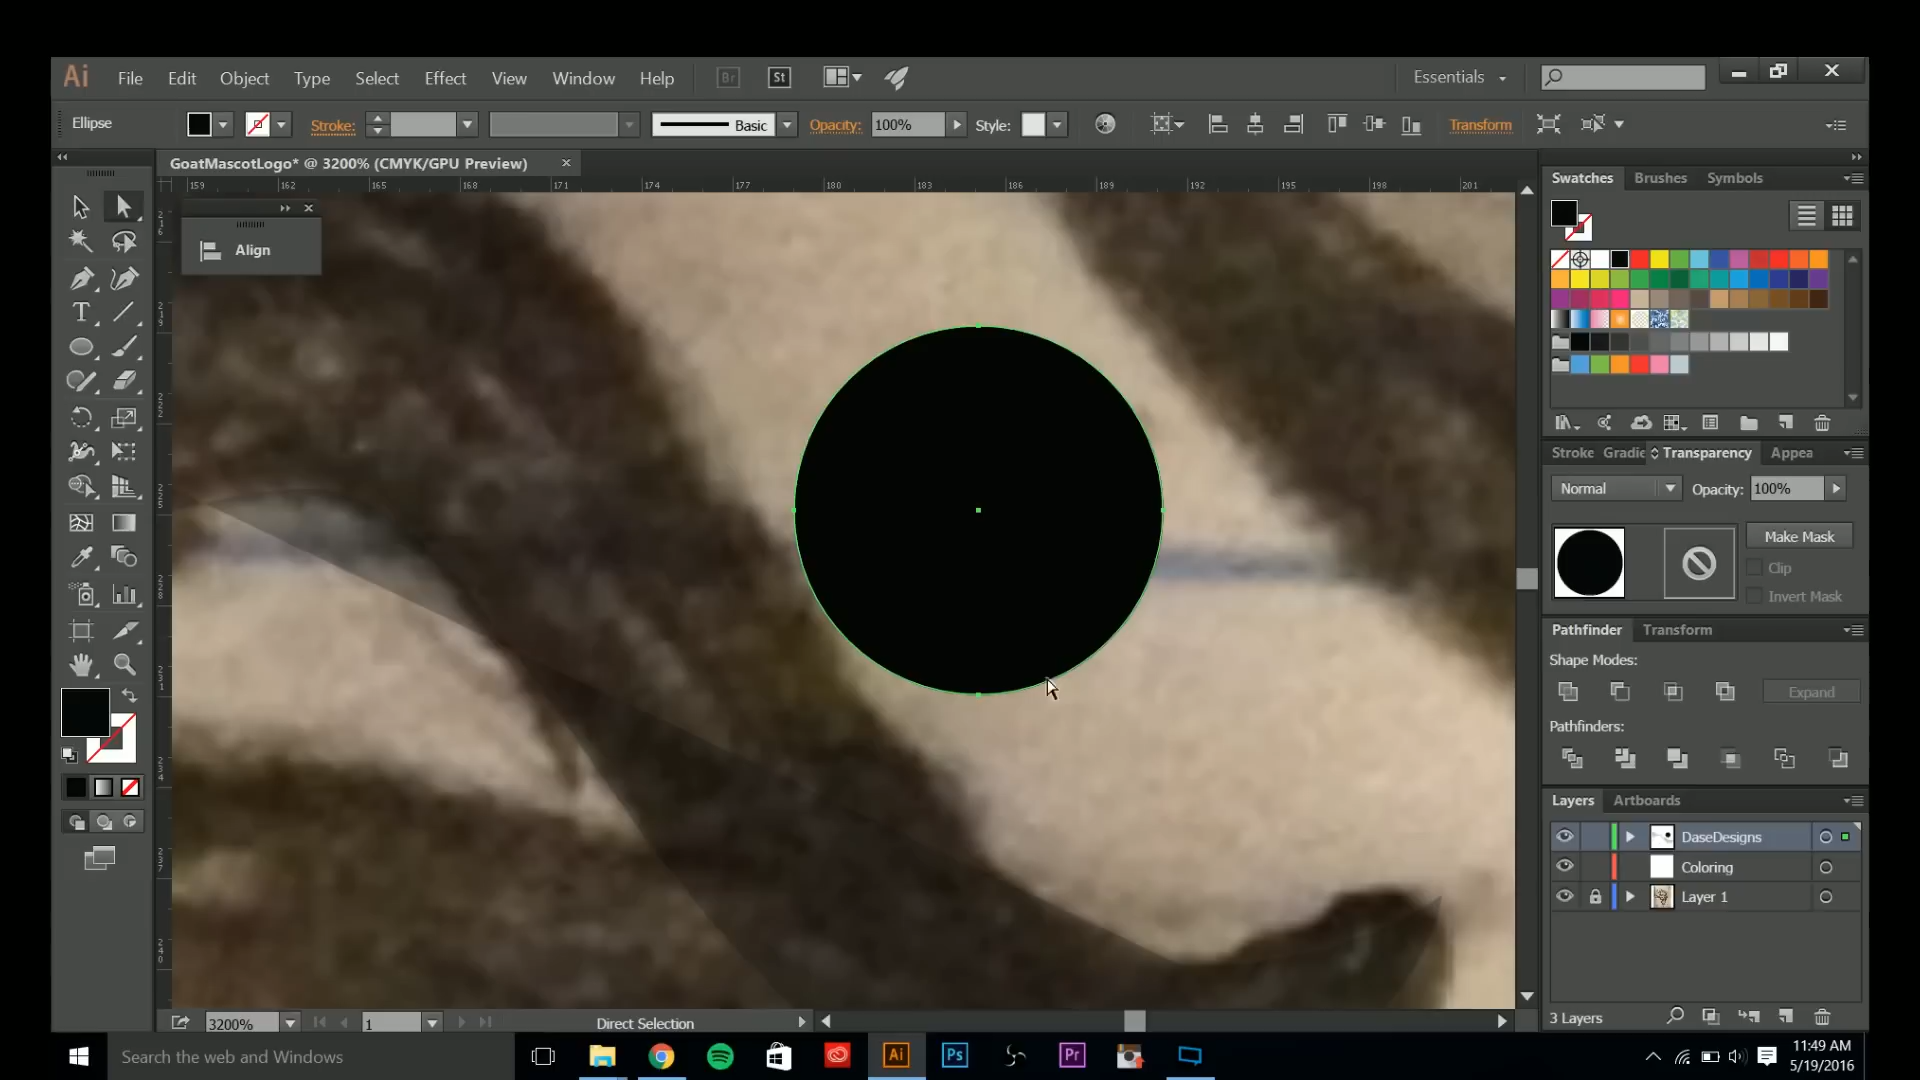 Ai File Edit Object Type Select Effect View Window Help Br St Essentials
Ellipse Stroke: Basic Opacity: 100% Style: Transform
GoatMascotLogo* @ 3200% (CMYK/GPU Preview)
159 162 165 168 171 174 177 180 183 186 189 192 195 198 201
Align
Swatches Brushes Symbols
Stroke Gradie Transparency Appea
Normal Opacity: 100%
Make Mask
Clip
Invert Mask
Pathfinder Transform
Shape Modes:
Expand
Pathfinders:
Layers Artboards
DaseDesigns
Coloring
Layer 1
3 Layers
3200% 1 Direct Selection
Search the web and Windows
Ai Ps Pr
11:49 AM
5/19/2016